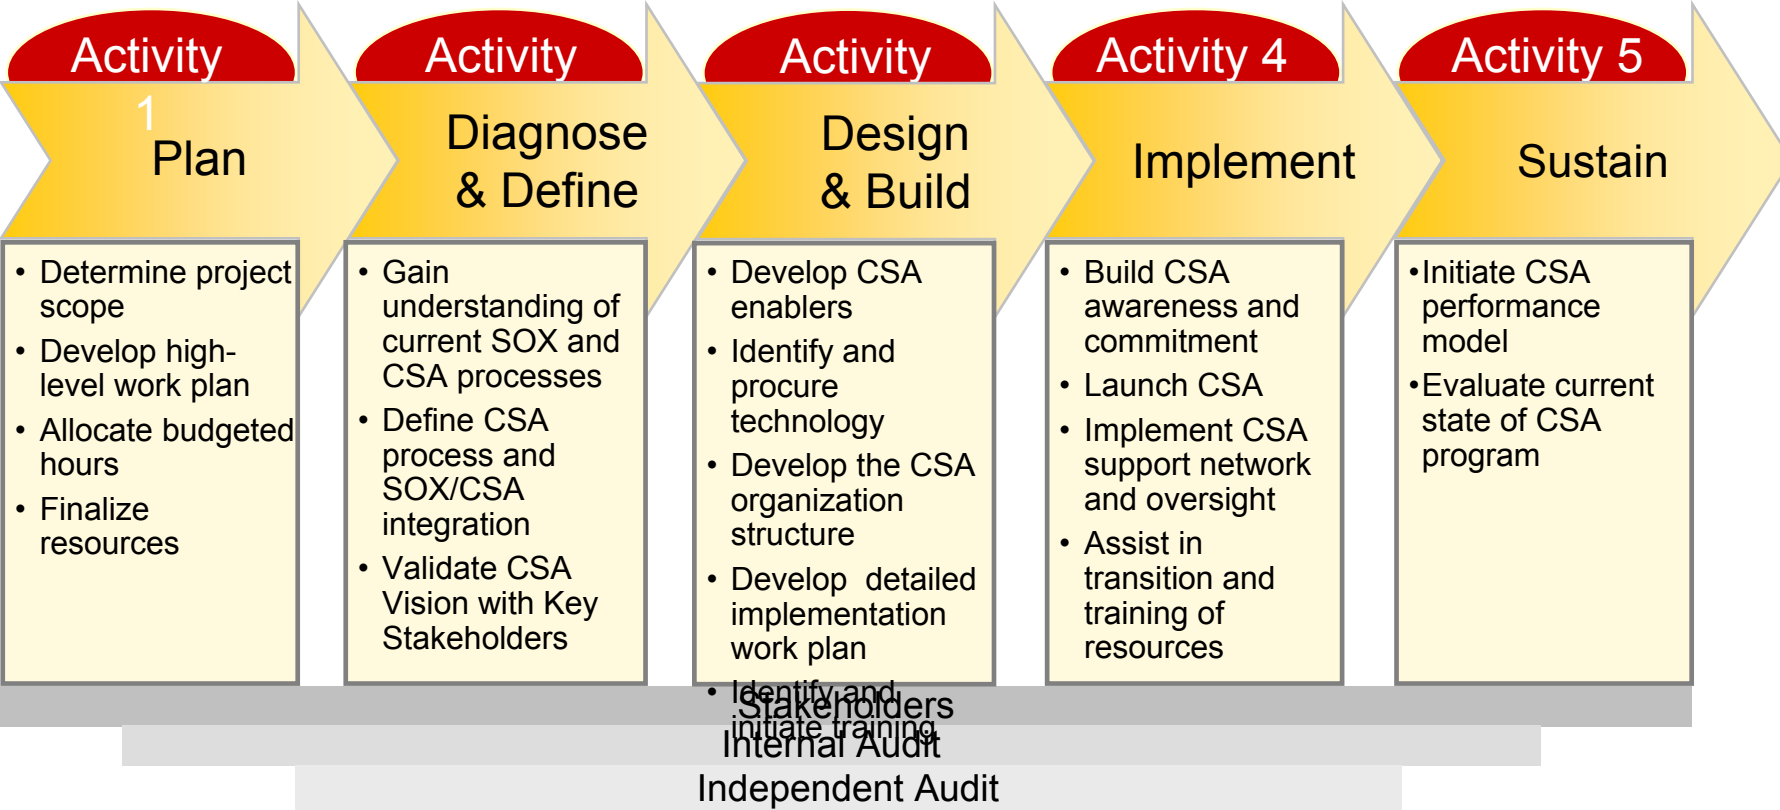 Activity
1
Plan
• Determine project
scope
• Develop high-
level work plan
• Allocate budgeted
hours
• Finalize
resources
Activity
Diagnose
& Define
• Gain
understanding of
current SOX and
CSA processes
• Define CSA
process and
SOX/CSA
integration
• Validate CSA
Vision with Key
Stakeholders
Activity
Design
& Build
• Develop CSA
enablers
• Identify and
procure
technology
• Develop the CSA
organization
structure
• Develop detailed
implementation
work plan
• Identify and
initiate training
Activity 4
Implement
• Build CSA
awareness and
commitment
• Launch CSA
• Implement CSA
support network
and oversight
• Assist in
transition and
training of
resources
Activity 5
Sustain
• Initiate CSA
performance
model
• Evaluate current
state of CSA
program
Stakeholders
Internal Audit
Independent Audit